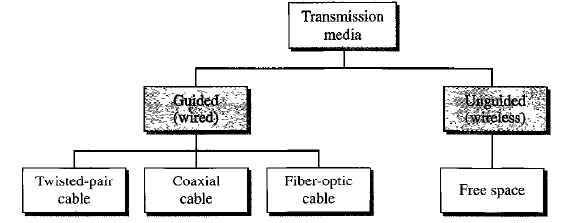 Transmission
media
Guided
(wired)
Unguided
(wireless)
Twisted-pair
cable
Coaxial
cable
Fiber-optic
cable
Free space